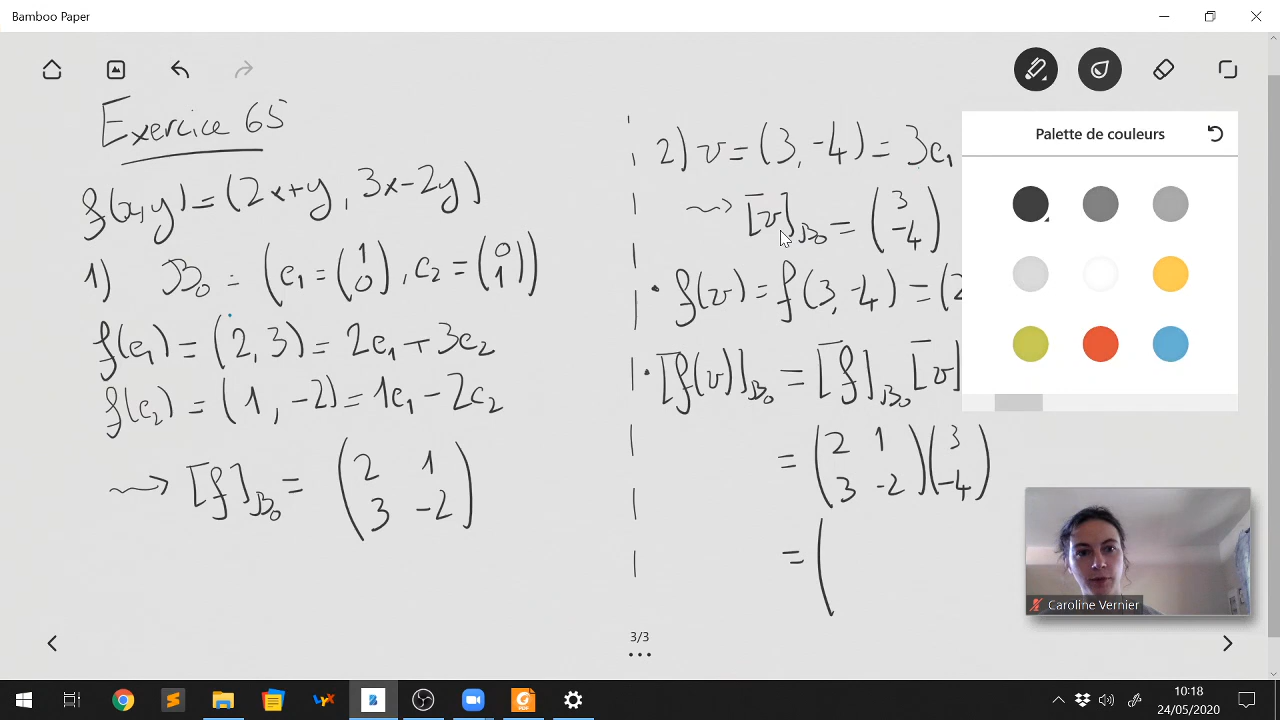 Bamboo Paper
Exercice 65
f(x,y) = (2x+y, 3x-2y)
1) B₀ = (e₁ = (1 0), e₂ = (0 1))
f(e₁) = (2, 3) = 2e₁ + 3e₂
f(e₂) = (1, -2) = 1e₁ - 2e₂
⇝ [f]B₀ = (2 1
3 -2)
2) v = (3, -4) = 3e₁
⇝ [v]B₀ = (3
-4)
• f(v) = f(3, -4) = (2
• [f(v)]B₀ = [f]B₀ [v]
= (2 1
3 -2) (3
-4)
= (
Palette de couleurs
Caroline Vernier
3/3
10:18
24/05/2020